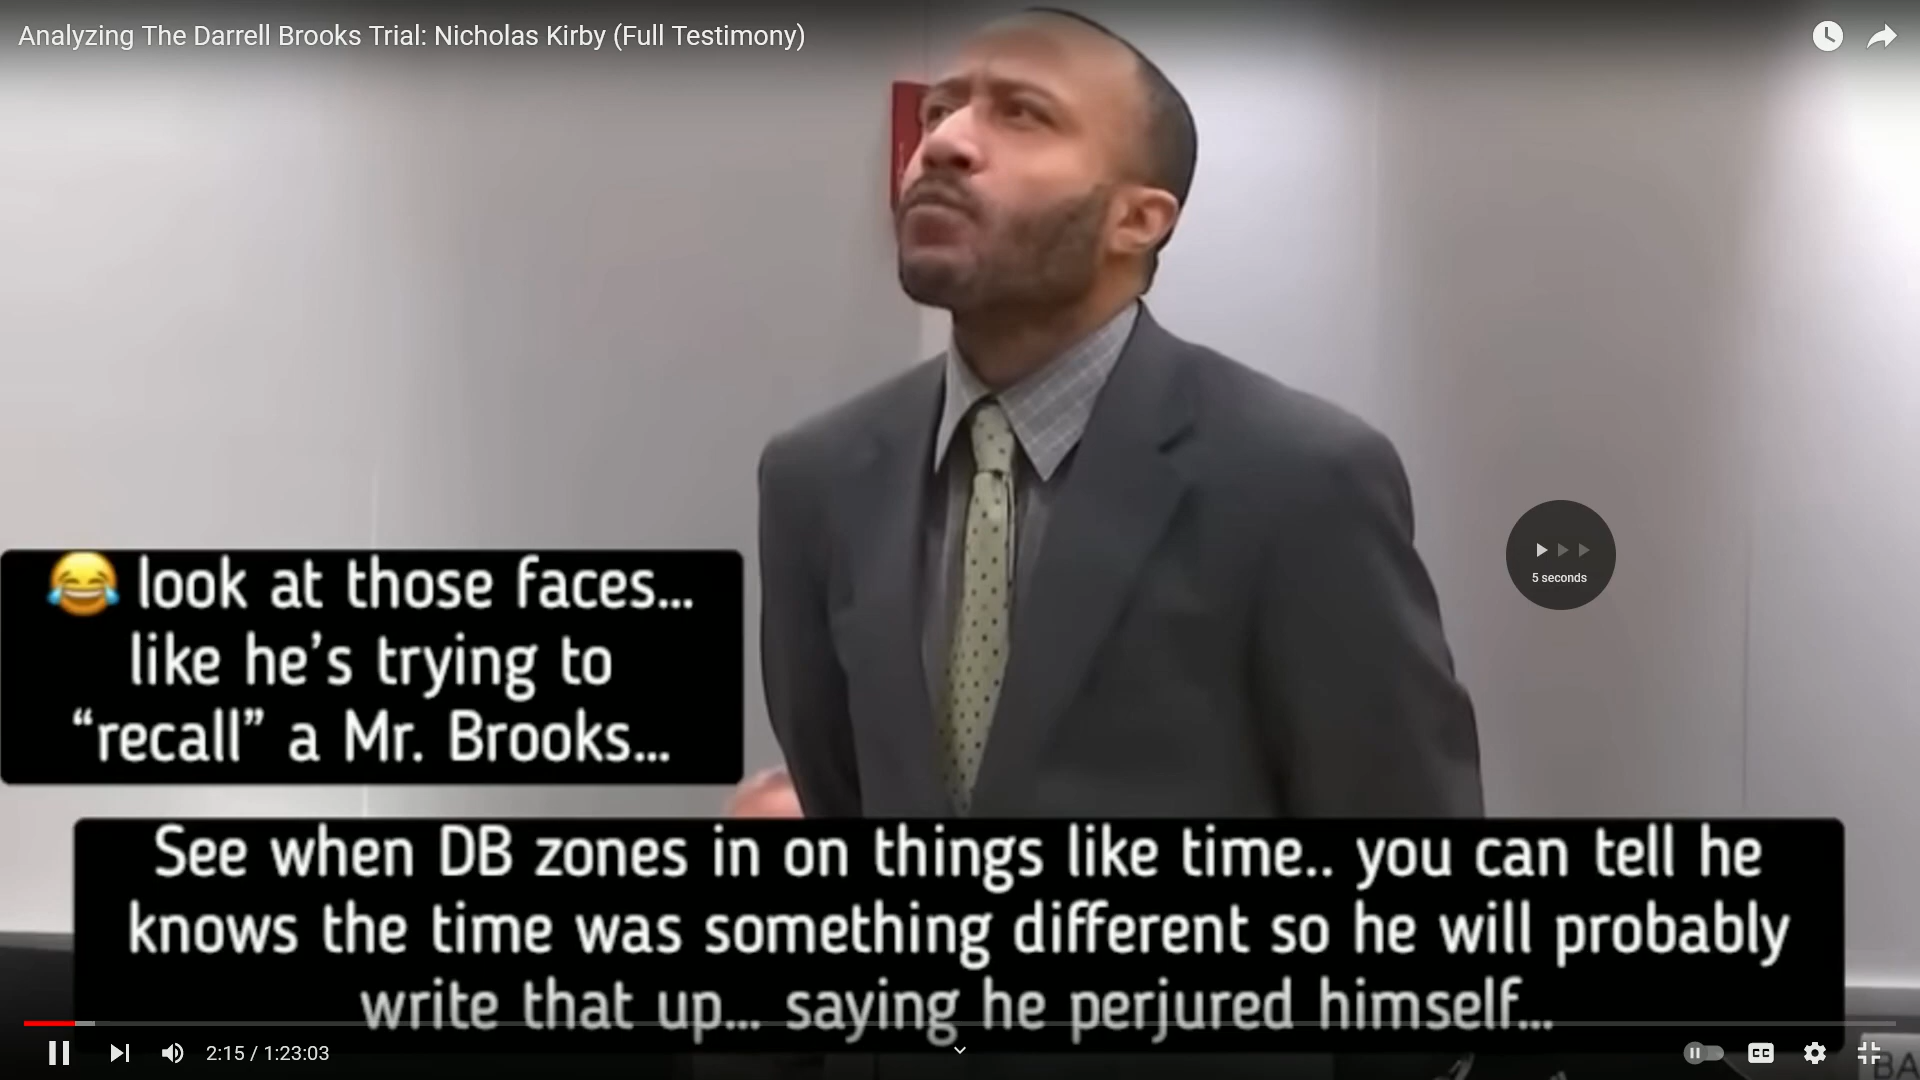 Analyzing The Darrell Brooks Trial: Nicholas Kirby (Full Testimony)
5 seconds
😂 look at those faces...
like he’s trying to
“recall” a Mr. Brooks...
See when DB zones in on things like time.. you can tell he
knows the time was something different so he will probably
write that up... saying he perjured himself...
2:15 / 1:23:03
CC
BA